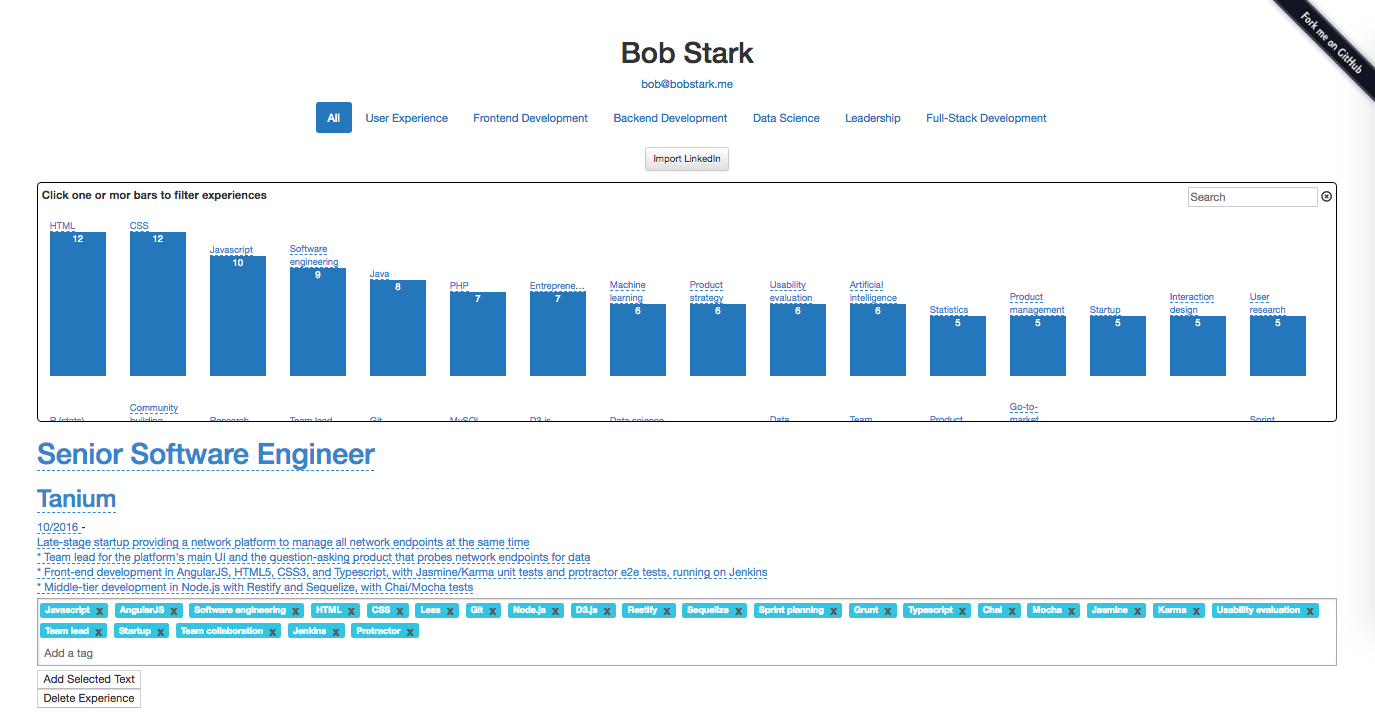 Fork me on GitHub
Bob Stark
bob@bobstark.me
All User Experience Frontend Development Backend Development Data Science Leadership Full-Stack Development
Import LinkedIn
Click one or mor bars to filter experiences
Search
HTML
12
CSS
12
Javascript
10
Software
engineering
9
Java
8
PHP
7
Entreprene...
7
Machine
learning
6
Product
strategy
6
Usability
evaluation
6
Artificial
intelligence
6
Statistics
5
Product
management
5
Startup
5
Interaction
design
5
User
research
5
R (stats)
Community
building
Research
Team lead
Git
MySQL
D3.js
Data science
Data
Team
Product
Go-to-
market
Sprint
Senior Software Engineer
Tanium
10/2016 -
Late-stage startup providing a network platform to manage all network endpoints at the same time
* Team lead for the platform's main UI and the question-asking product that probes network endpoints for data
* Front-end development in AngularJS, HTML5, CSS3, and Typescript, with Jasmine/Karma unit tests and protractor e2e tests, running on Jenkins
* Middle-tier development in Node.js with Restify and Sequelize, with Chai/Mocha tests
Javascript x AngularJS x Software engineering x HTML x CSS x Less x Git x Node.js x D3.js x Restify x Sequelize x Sprint planning x Grunt x Typescript x Chai x Mocha x Jasmine x Karma x Usability evaluation x
Team lead x Startup x Team collaboration x Jenkins x Protractor x
Add a tag
Add Selected Text
Delete Experience